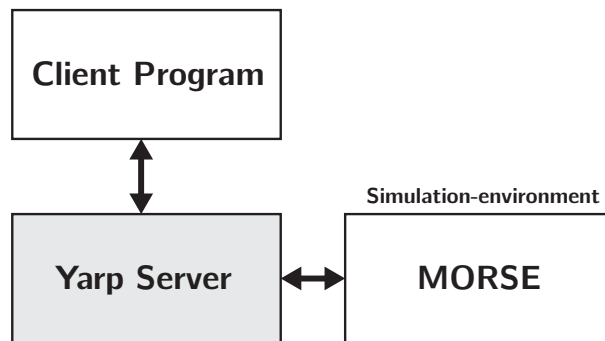 Client Program
Simulation-environment
Yarp Server
MORSE